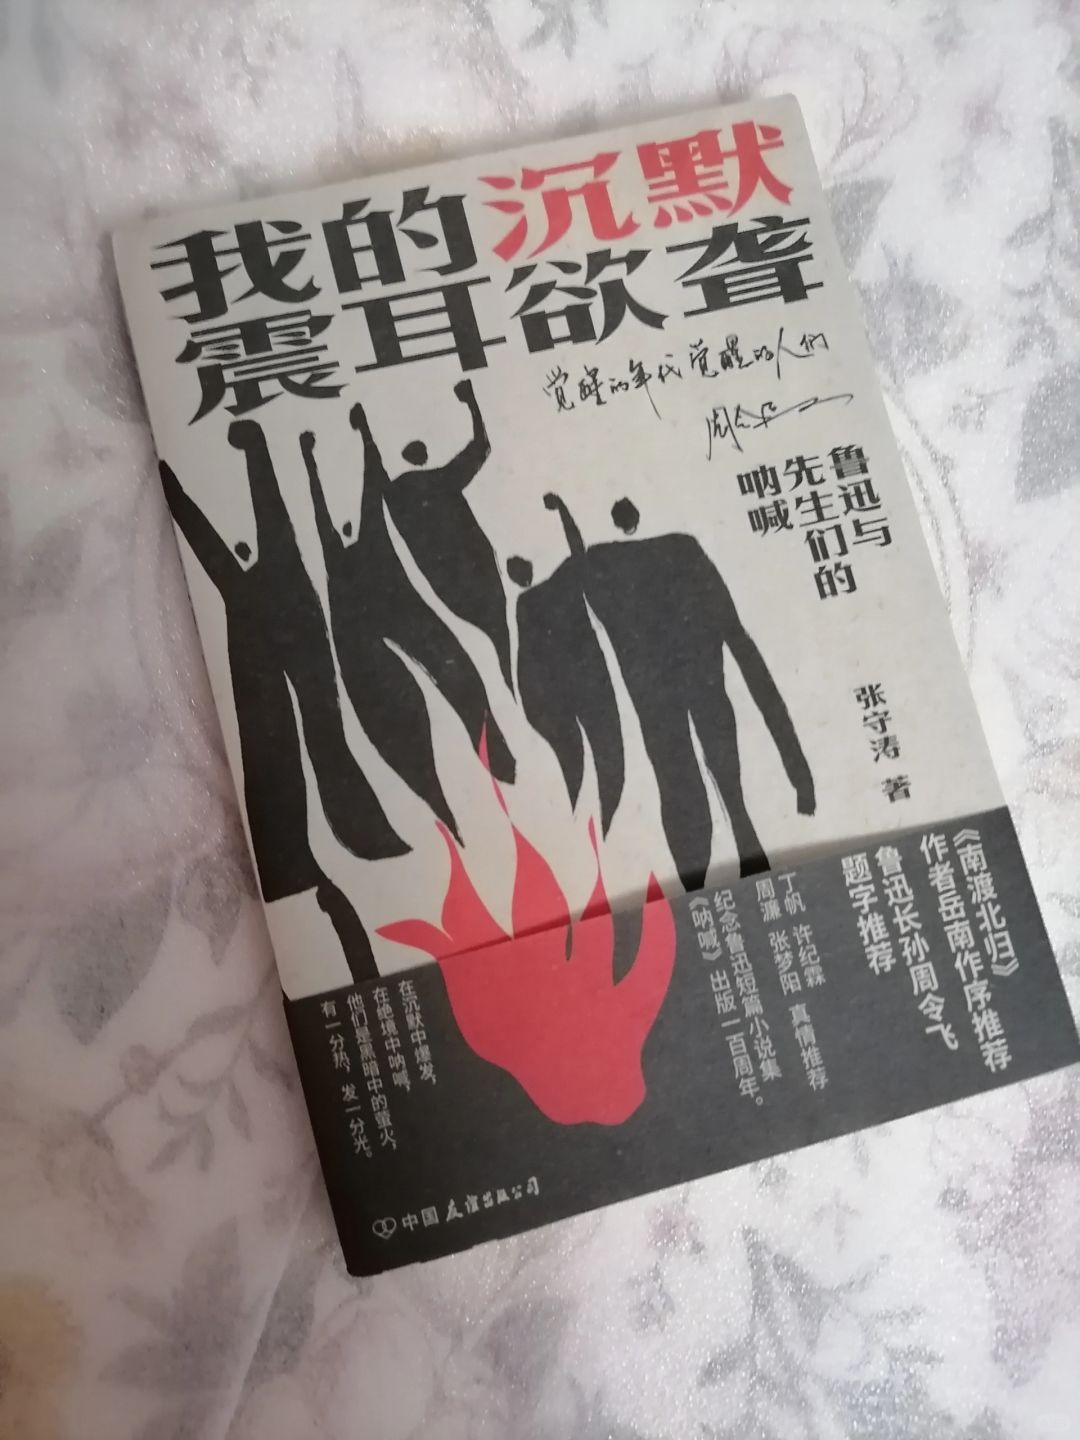 我的沉默
震耳欲聋
觉醒的年代觉醒的人们
周令飞
鲁迅与
先生们的
呐喊
张守涛 著
《南渡北归》
作者岳南作序推荐
鲁迅长孙周令飞
题字推荐
丁帆 许纪霖
周濂 张梦阳 真情推荐
纪念鲁迅短篇小说集
《呐喊》出版一百周年。
在沉默中爆发,
在绝境中呐喊,
他们是黑暗中的萤火,
有一分热,发一分光。
中国友谊出版公司